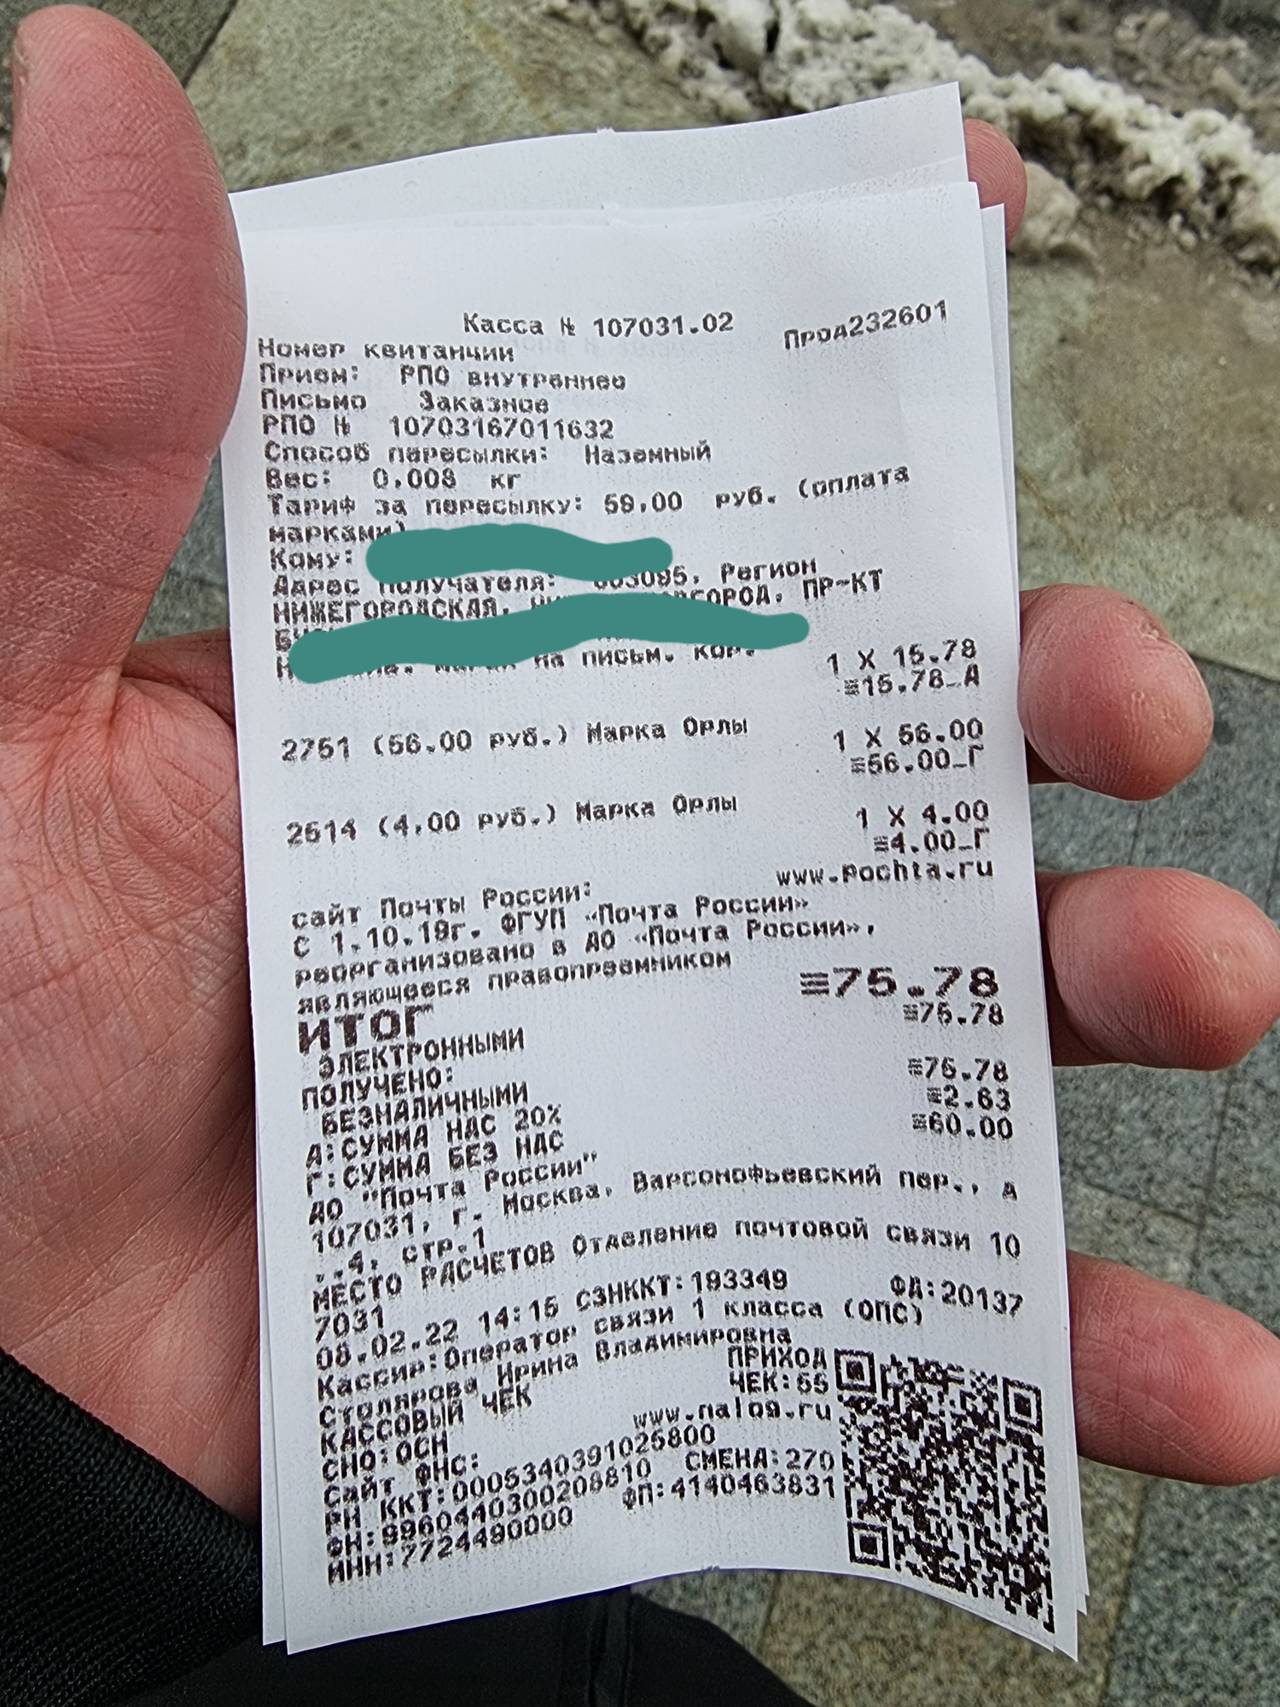 Касса № 107031.02 Прод232601
Номер квитанции
Прием: РПО внутреннее
Письмо Заказное
РПО № 10703167011632
Способ пересылки: Наземный
Вес: 0,008 кг
Тариф за пересылку: 59,00 руб. (оплата
марками)
Кому:
Адрес получателя: 603095, Регион
НИЖЕГОРОДСКАЯ, ПР-КТ
на письм. кор.
1 X 15.78
≡15.78_А
2751 (56,00 руб.) Марка Орлы
1 X 56.00
≡56.00_Г
2514 (4,00 руб.) Марка Орлы
1 X 4.00
≡4.00_Г
сайт Почты России: www.pochta.ru
С 1.10.19г. ФГУП «Почта России»
реорганизовано в АО «Почта России»,
являющееся правопреемником
ИТОГ ≡75.78
ЭЛЕКТРОННЫМИ ≡75.78
ПОЛУЧЕНО:
БЕЗНАЛИЧНЫМИ ≡75.78
А:СУММА НДС 20% ≡2.63
Г:СУММА БЕЗ НДС ≡60.00
АО "Почта России"
107031, г. Москва, Варсонофьевский пер., д
..4, стр.1
МЕСТО РАСЧЕТОВ Отделение почтовой связи 10
7031
08.02.22 14:15 СЗНККТ:193349 ФД:20137
Кассир:Оператор связи 1 класса (ОПС)
Столярова Ирина Владимировна
КАССОВЫЙ ЧЕК ПРИХОД
СНО:ОСН ЧЕК:55
Сайт ФНС: www.nalog.ru
РН ККТ:0005340391025800
ФН:9960440300208810 СМЕНА:270
ИНН:7724490000 ФП:4140463831